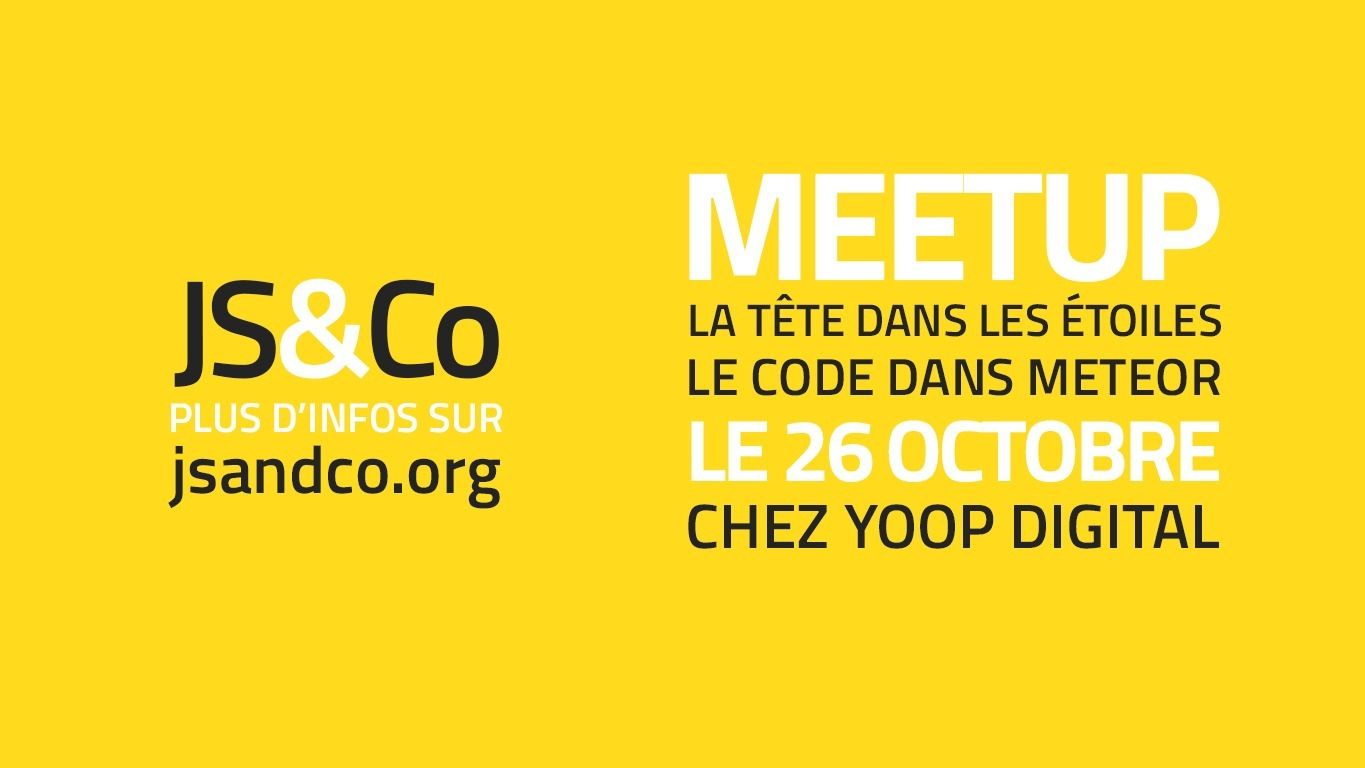 JS&Co
PLUS D’INFOS SUR
jsandco.org
MEETUP
LA TÊTE DANS LES ÉTOILES
LE CODE DANS METEOR
LE 26 OCTOBRE
CHEZ YOOP DIGITAL